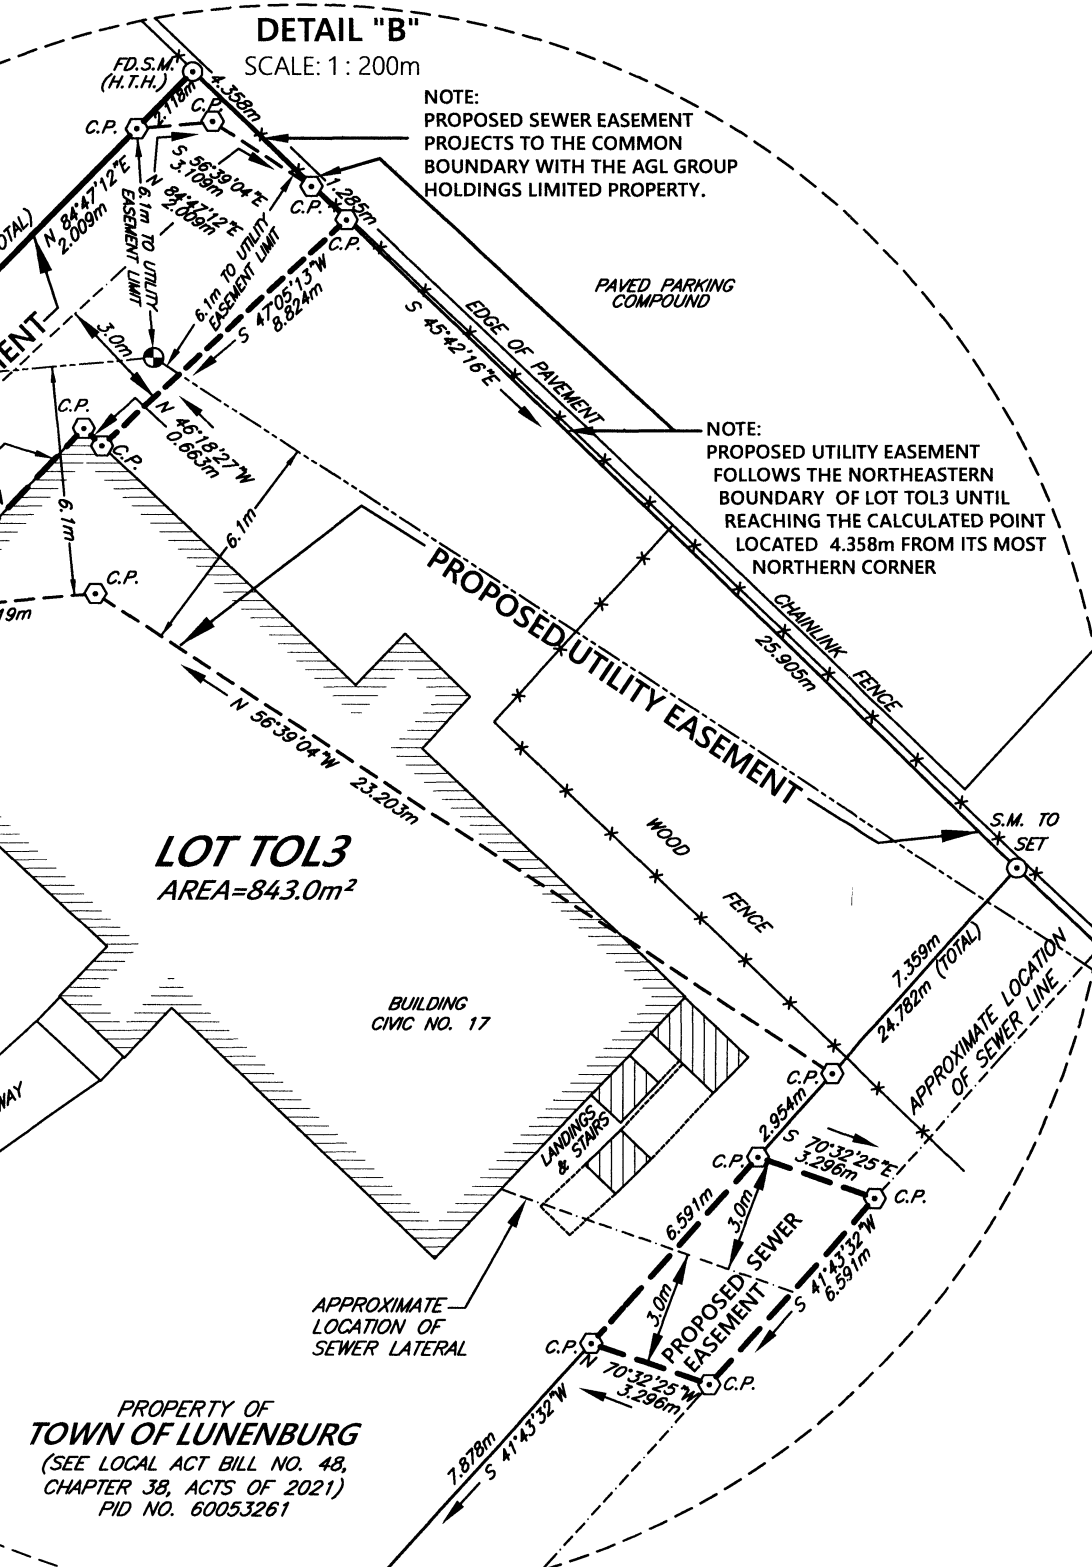 DETAIL "B"
SCALE: 1 : 200m
FD.S.M.
(H.T.H.)
2.118m
4.358m
C.P.
C.P.
NOTE:
PROPOSED SEWER EASEMENT
PROJECTS TO THE COMMON
BOUNDARY WITH THE AGL GROUP
HOLDINGS LIMITED PROPERTY.
S 56°39'04"E
3.109m
N 84°47'12"E
2.009m
N 84°47'12"E
2.009m
6.1m TO UTILITY
EASEMENT LIMIT
6.1m TO UTILITY
EASEMENT LIMIT
C.P.
1.285m
C.P.
OTAL)
S 47°05'13"W
8.824m
PAVED PARKING
COMPOUND
EDGE OF PAVEMENT
S 45°42'16"E
MENT
3.0m
C.P.
C.P.
N 46°18'27"W
0.663m
NOTE:
PROPOSED UTILITY EASEMENT
FOLLOWS THE NORTHEASTERN
BOUNDARY OF LOT TOL3 UNTIL
REACHING THE CALCULATED POINT
LOCATED 4.358m FROM ITS MOST
NORTHERN CORNER
6.1m
6.1m
C.P.
19m
PROPOSED UTILITY EASEMENT
CHAINLINK FENCE
25.905m
N 56°39'04"W 23.203m
LOT TOL3
AREA=843.0m²
WOOD FENCE
S.M. TO
SET
7.359m
24.782m (TOTAL)
APPROXIMATE LOCATION
OF SEWER LINE
BUILDING
CIVIC NO. 17
WAY
C.P.
2.954m
LANDINGS
& STAIRS
C.P.
S 70°32'25"E
3.296m
C.P.
6.591m
3.0m
3.0m
PROPOSED SEWER
EASEMENT
S 41°43'32"W
6.591m
APPROXIMATE
LOCATION OF
SEWER LATERAL
C.P.
N 70°32'25"W
3.296m
C.P.
7.878m
S 41°43'32"W
PROPERTY OF
TOWN OF LUNENBURG
(SEE LOCAL ACT BILL NO. 48,
CHAPTER 38, ACTS OF 2021)
PID NO. 60053261